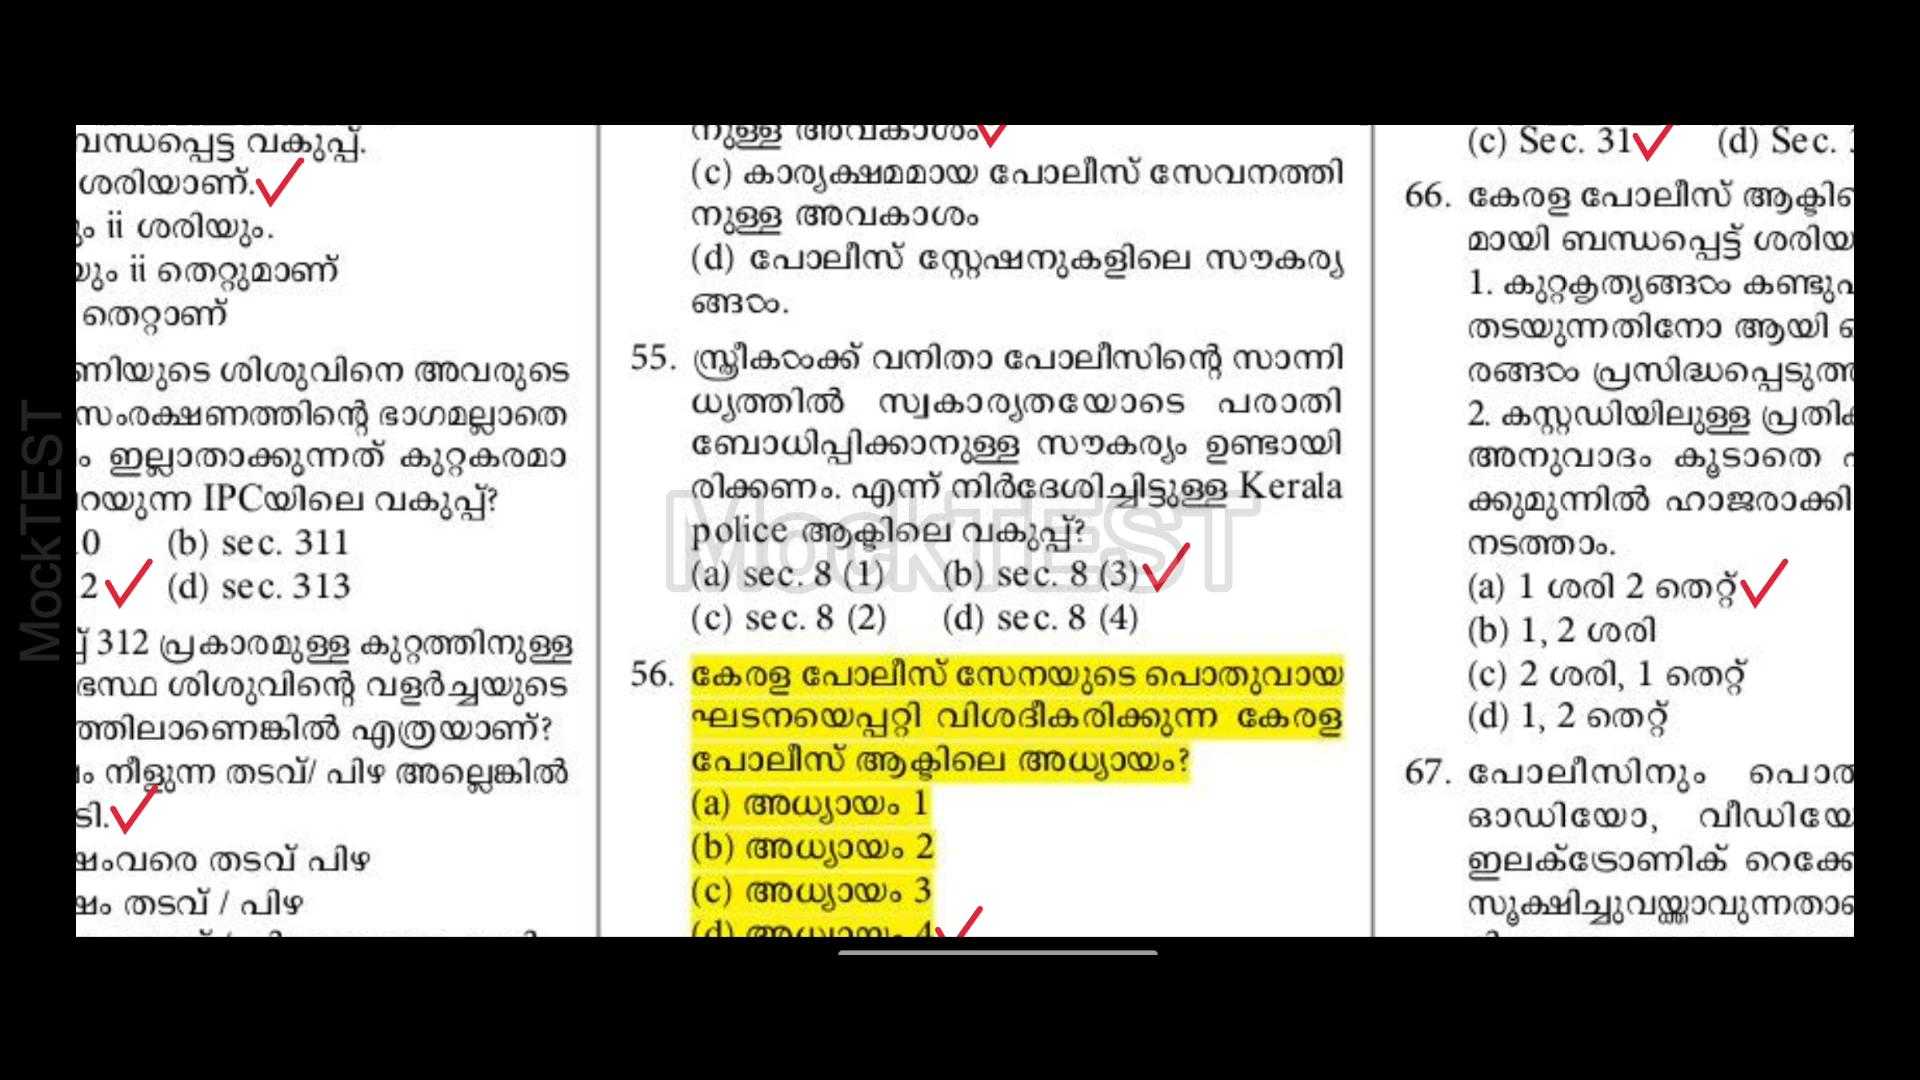 ബന്ധപ്പെട്ട വകുപ്പ്.
ശരിയാണ്.
ii ശരിയും.
ii തെറ്റുമാണ്
തെറ്റാണ്
ശിശുവിനെ അവരുടെ
സംരക്ഷണത്തിന്റെ ഭാഗമല്ലാതെ
ഇല്ലാതാക്കുന്നത് കുറ്റകരമാ
IPCയിലെ വകുപ്പ്?
(b) sec. 311
(d) sec. 313
312 പ്രകാരമുള്ള കുറ്റത്തിനുള്ള
ശിശുവിന്റെ വളർച്ചയുടെ
എത്രയാണ്?
നീളുന്ന തടവ്/ പിഴ അല്ലെങ്കിൽ
തടവ് പിഴ
തടവ് / പിഴ
നുള്ള അവകാശം
(c) കാര്യക്ഷമമായ പോലീസ് സേവനത്തി
നുള്ള അവകാശം
(d) പോലീസ് സ്റ്റേഷനുകളിലെ സൗകര്യ
ങ്ങൾ.
55. സ്ത്രീകൾക്ക് വനിതാ പോലീസിന്റെ സാന്നി
ധ്യത്തിൽ സ്വകാര്യതയോടെ പരാതി
ബോധിപ്പിക്കാനുള്ള സൗകര്യം ഉണ്ടായി
രിക്കണം. എന്ന് നിർദേശിച്ചിട്ടുള്ള Kerala
police ആക്ടിലെ വകുപ്പ്?
(a) sec. 8 (1) (b) sec. 8 (3)
(c) sec. 8 (2) (d) sec. 8 (4)
56. കേരള പോലീസ് സേനയുടെ പൊതുവായ
ഘടനയെപ്പറ്റി വിശദീകരിക്കുന്ന കേരള
പോലീസ് ആക്ടിലെ അധ്യായം?
(a) അധ്യായം 1
(b) അധ്യായം 2
(c) അധ്യായം 3
(d) അധ്യായം 4
(c) Sec. 31 (d) Sec.
66. കേരള പോലീസ്
മായി ബന്ധപ്പെട്ട്
1. കുറ്റകൃത്യങ്ങൾ
തടയുന്നതിനോ ആയി
രങ്ങൾ
2. കസ്റ്റഡിയിലുള്ള
അനുവാദം കൂടാതെ
ക്കുമുന്നിൽ ഹാജരാക്കി
നടത്താം.
(a) 1 ശരി 2 തെറ്റ്
(b) 1, 2 ശരി
(c) 2 ശരി, 1 തെറ്റ്
(d) 1, 2 തെറ്റ്
67. പോലീസിനും
ഓഡിയോ,
ഇലക്ട്രോണിക്
MockTEST
MockTEST